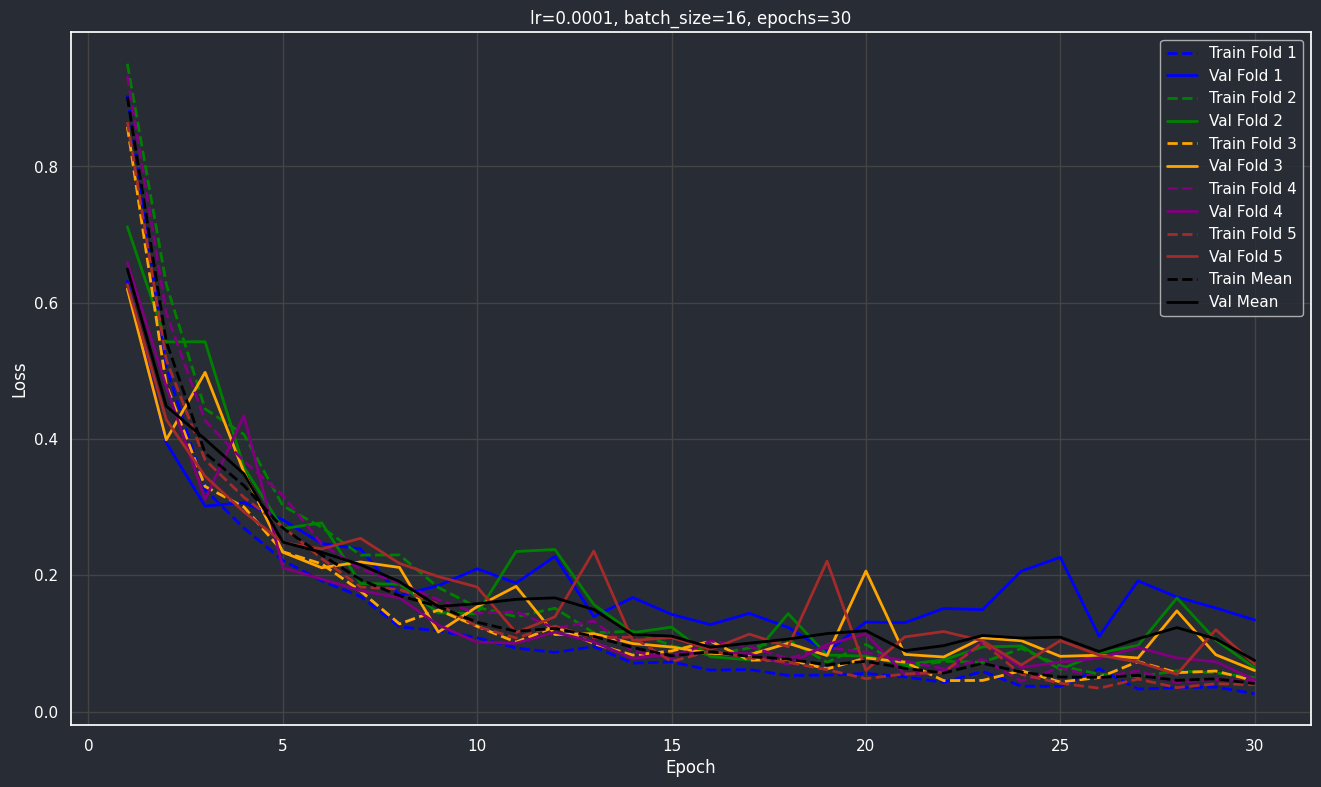 lr=0.0001, batch_size=16, epochs=30
Train Fold 1
Val Fold 1
Train Fold 2
Val Fold 2
Train Fold 3
Val Fold 3
Train Fold 4
Val Fold 4
Train Fold 5
Val Fold 5
Train Mean
Val Mean
Loss
0.8
0.6
0.4
0.2
0.0
0 5 10 15 20 25 30
Epoch